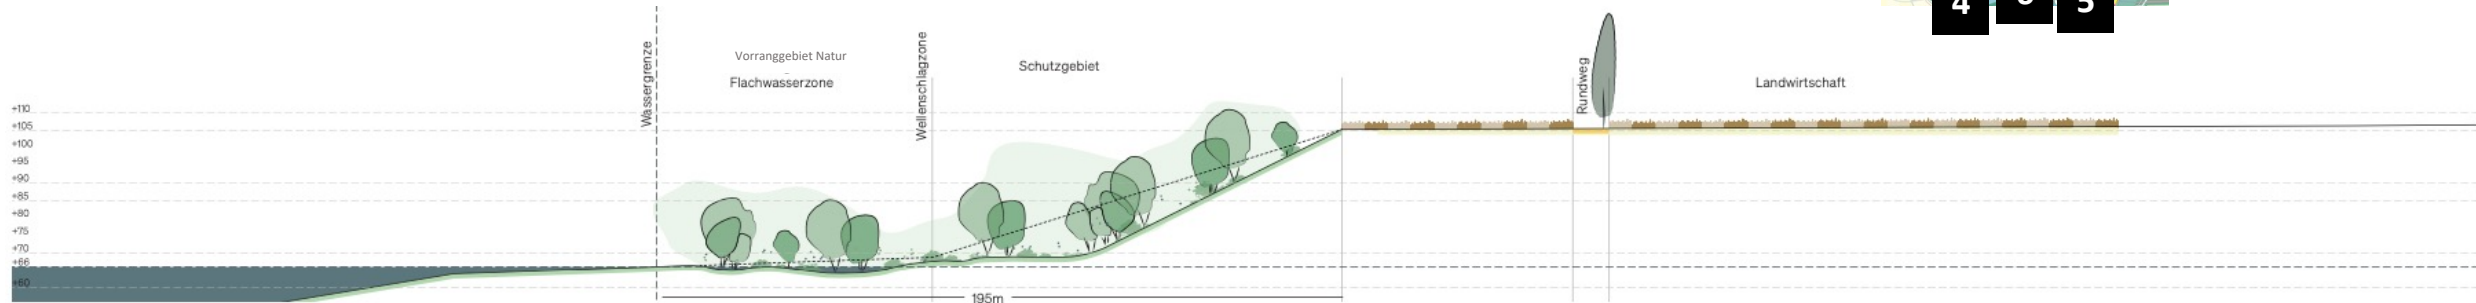 4
5
Wassergrenze
Vorranggebiet Natur
Flachwasserzone
Wellenschlagzone
Schutzgebiet
Rundweg
Landwirtschaft
+110
+105
+100
+95
+90
+85
+80
+75
+70
+66
+60
195m